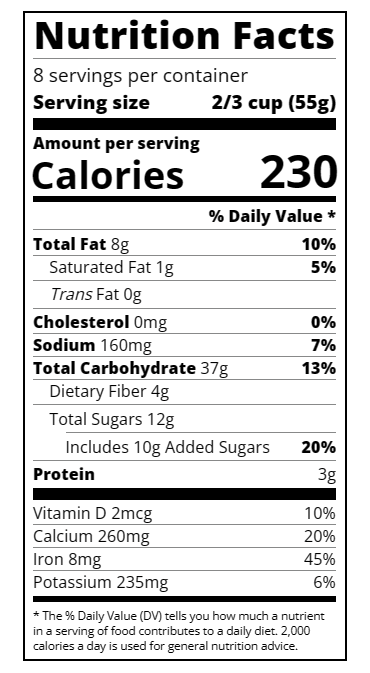 Nutrition Facts
8 servings per container
Serving size 2/3 cup (55g)
Amount per serving
Calories 230
% Daily Value *
Total Fat 8g 10%
Saturated Fat 1g 5%
Trans Fat 0g
Cholesterol 0mg 0%
Sodium 160mg 7%
Total Carbohydrate 37g 13%
Dietary Fiber 4g
Total Sugars 12g
Includes 10g Added Sugars 20%
Protein 3g
Vitamin D 2mcg 10%
Calcium 260mg 20%
Iron 8mg 45%
Potassium 235mg 6%
* The % Daily Value (DV) tells you how much a nutrient
in a serving of food contributes to a daily diet. 2,000
calories a day is used for general nutrition advice.